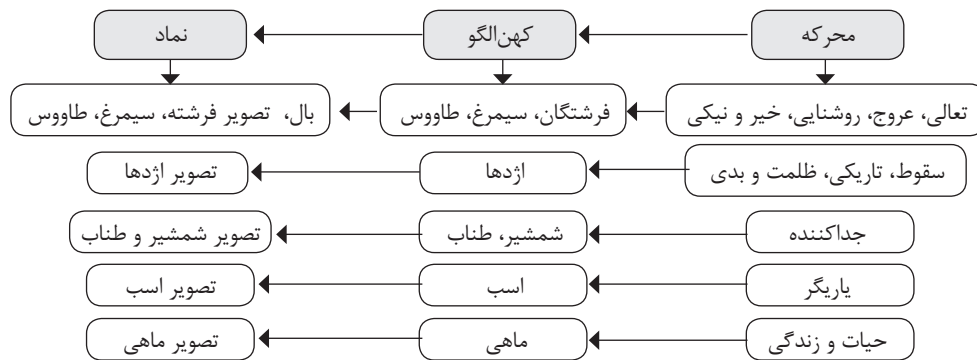 محرکه
کهن‌الگو
نماد
تعالی، عروج، روشنایی، خیر و نیکی
فرشتگان، سیمرغ، طاووس
بال، تصویر فرشته، سیمرغ، طاووس
سقوط، تاریکی، ظلمت و بدی
اژدها
تصویر اژدها
جداکننده
شمشیر، طناب
تصویر شمشیر و طناب
یاریگر
اسب
تصویر اسب
حیات و زندگی
ماهی
تصویر ماهی